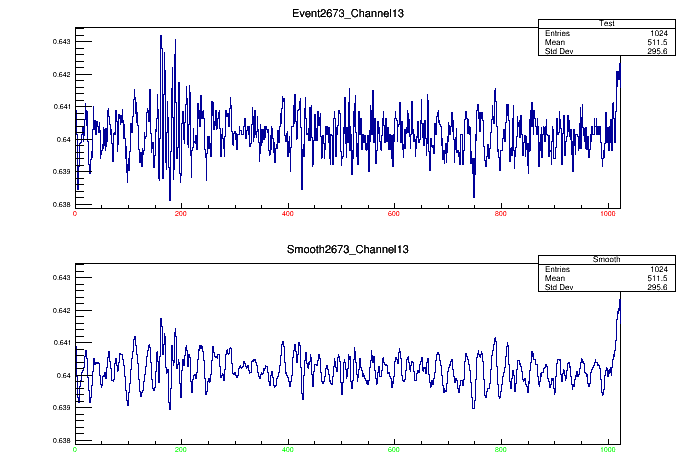 Event2673_Channel13
Test
Entries 1024
Mean 511.5
Std Dev 295.6
0.643
0.642
0.641
0.64
0.639
0.638
0 200 400 600 800 1000
Smooth2673_Channel13
Smooth
Entries 1024
Mean 511.5
Std Dev 295.6
0.643
0.642
0.641
0.64
0.639
0.638
0 200 400 600 800 1000